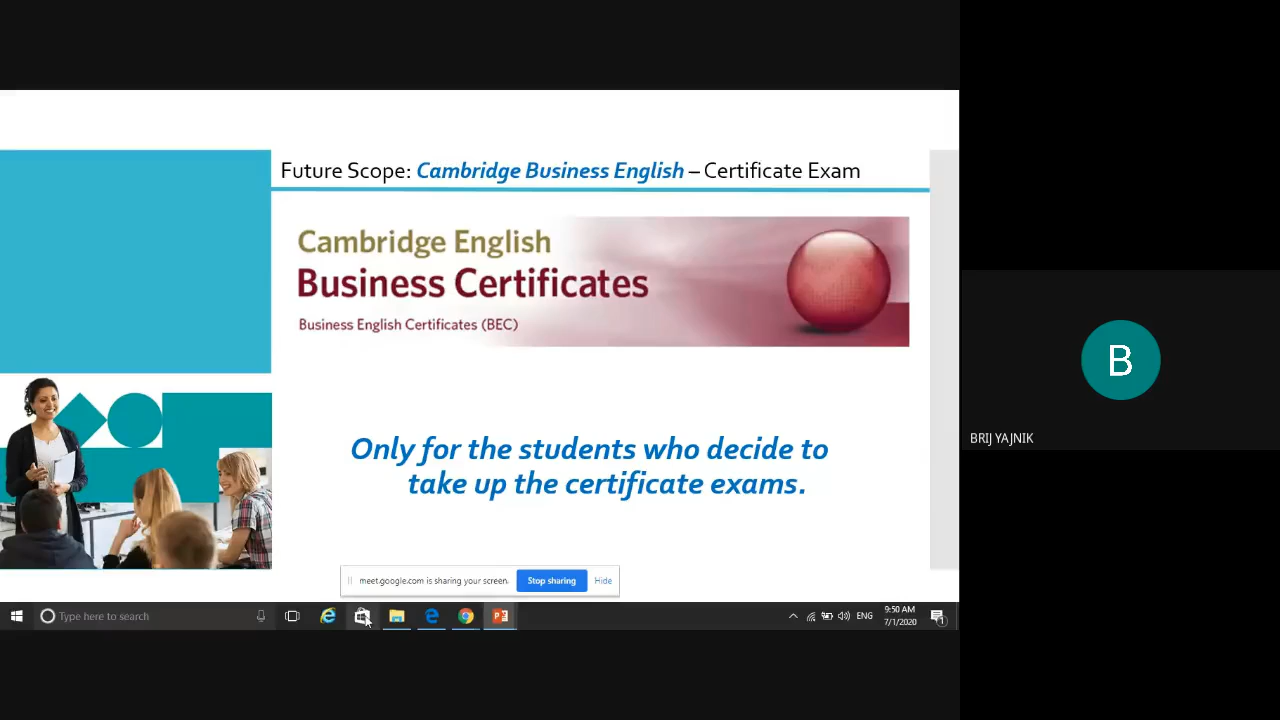 Future Scope: Cambridge Business English – Certificate Exam
Cambridge English
Business Certificates
Business English Certificates (BEC)
Only for the students who decide to
take up the certificate exams.
B
BRIJ YAJNIK
meet.google.com is sharing your screen.
Stop sharing
Hide
Type here to search
ENG
9:50 AM
7/1/2020
1